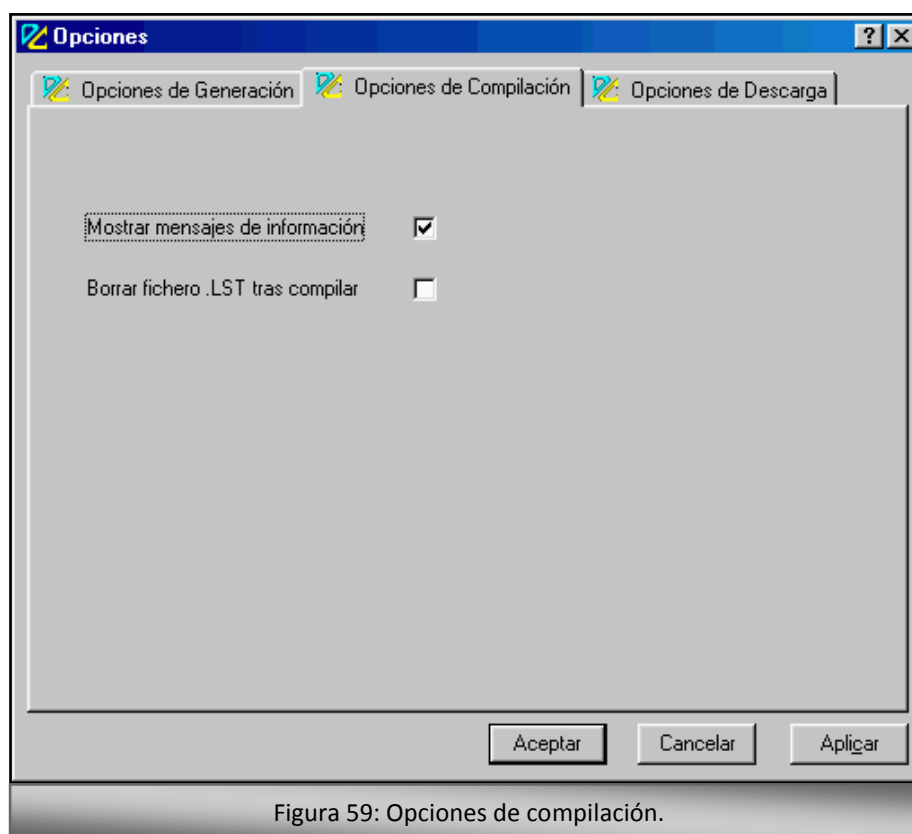 Opciones
Opciones de Generación
Opciones de Compilación
Opciones de Descarga
Mostrar mensajes de información
Borrar fichero .LST tras compilar
Aceptar
Cancelar
Aplicar
Figura 59: Opciones de compilación.